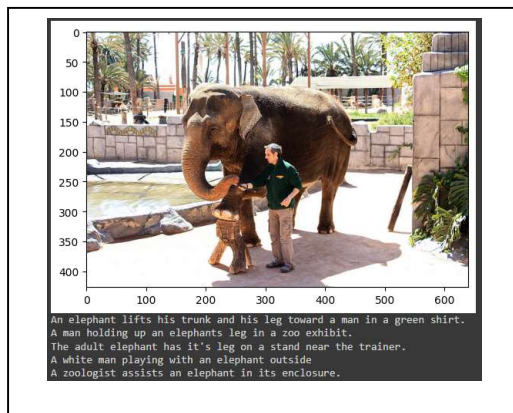 0
50
100
150
200
250
300
350
400
0 100 200 300 400 500 600
An elephant lifts his trunk and his leg toward a man in a green shirt.
A man holding up an elephants leg in a zoo exhibit.
The adult elephant has it's leg on a stand near the trainer.
A white man playing with an elephant outside
A zoologist assists an elephant in its enclosure.